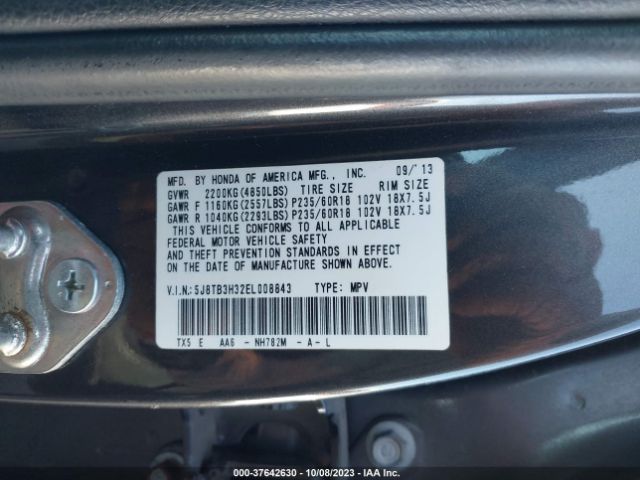 MFD. BY HONDA OF AMERICA MFG., INC. 09/13
GVWR 2200KG(4850LBS) TIRE SIZE RIM SIZE
GAWR F 1160KG(2557LBS) P235/60R18 102V 18X7.5J
GAWR R 1040KG(2293LBS) P235/60R18 102V 18X7.5J
THIS VEHICLE CONFORMS TO ALL APPLICABLE
FEDERAL MOTOR VEHICLE SAFETY
AND THEFT PREVENTION STANDARDS IN EFFECT
ON THE DATE OF MANUFACTURE SHOWN ABOVE.
V.I.N.: 5J8TB3H32EL008843 TYPE: MPV
TX5 E AA6 - NH782M - A - L
000-37642630 - 10/08/2023 - IAA Inc.